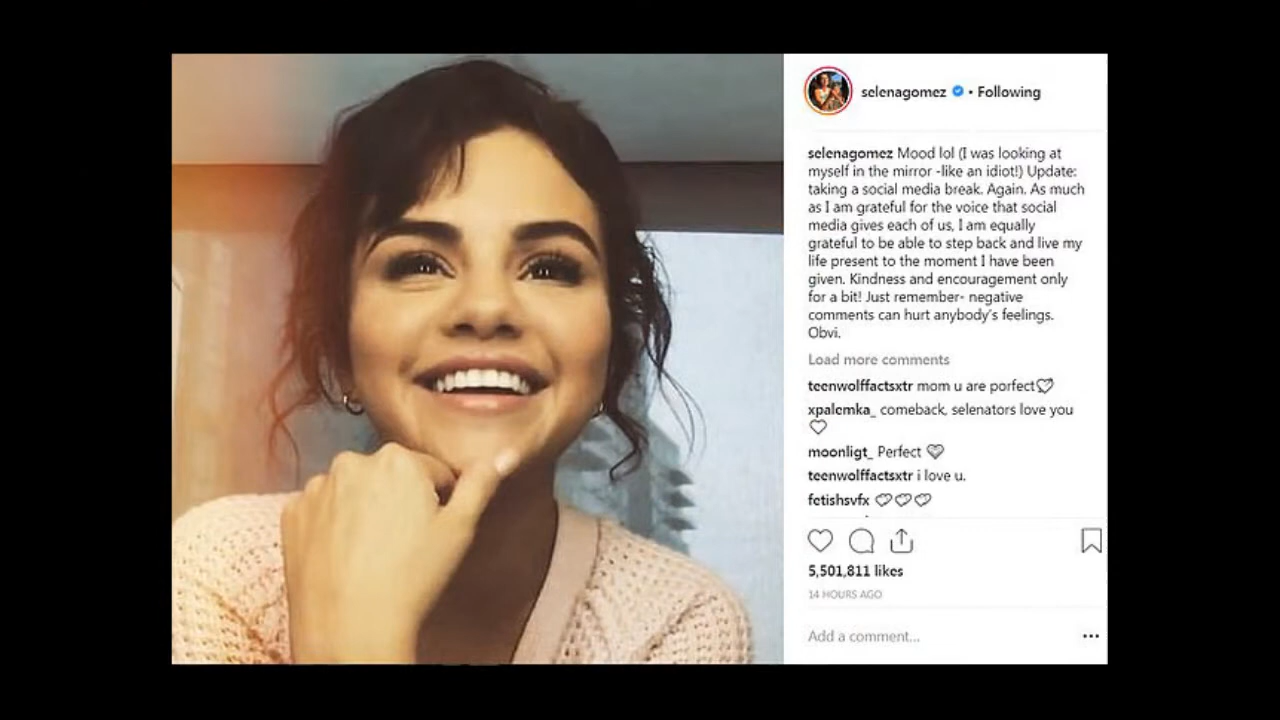 selenagomez • Following
selenagomez Mood lol (I was looking at
myself in the mirror -like an idiot!) Update:
taking a social media break. Again. As much
as I am grateful for the voice that social
media gives each of us, I am equally
grateful to be able to step back and live my
life present to the moment I have been
given. Kindness and encouragement only
for a bit! Just remember- negative
comments can hurt anybody's feelings.
Obvi.
Load more comments
teenwolffactsxtr mom u are porfect♡
xpalemka_ comeback, selenators love you
♡
moonligt_ Perfect ♡
teenwolffactsxtr i love u.
fetishsvfx ♡♡♡
5,501,811 likes
14 HOURS AGO
Add a comment...